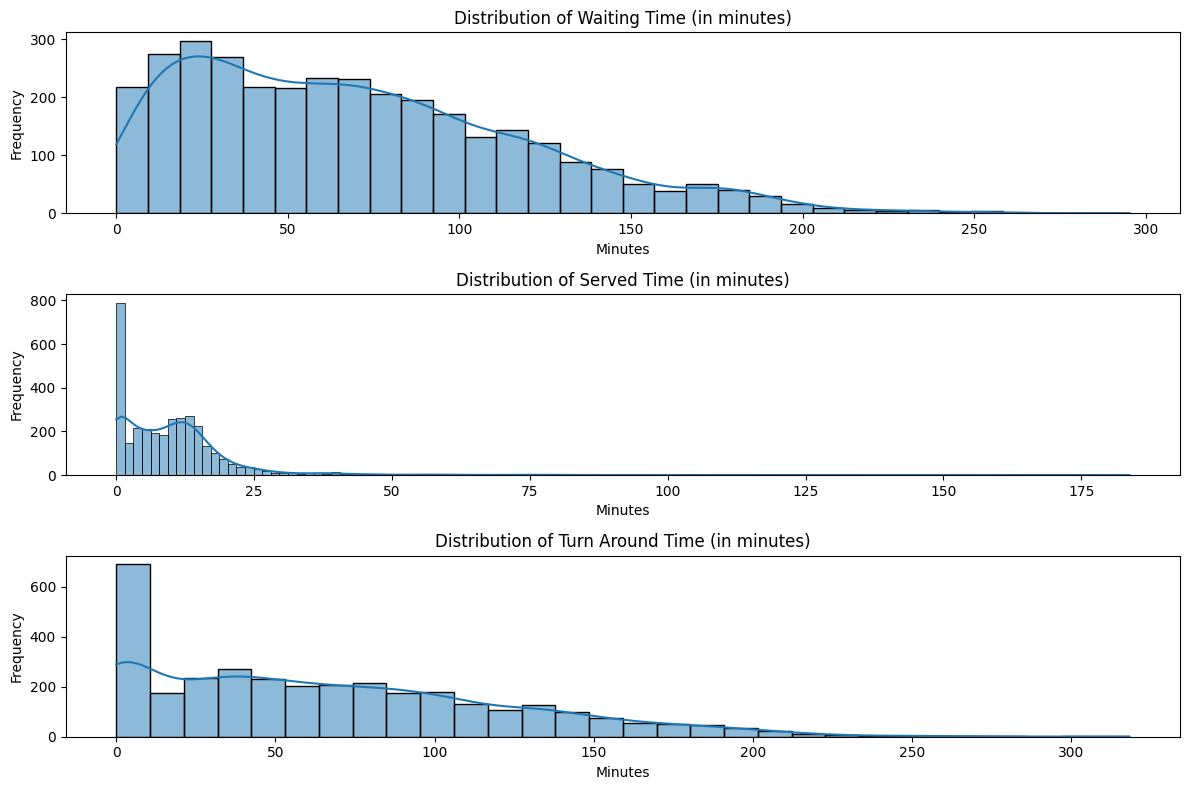 Distribution of Waiting Time (in minutes)
300
200
100
0
Frequency
0 50 100 150 200 250 300
Minutes
Distribution of Served Time (in minutes)
800
600
400
200
0
Frequency
0 25 50 75 100 125 150 175
Minutes
Distribution of Turn Around Time (in minutes)
600
400
200
0
Frequency
0 50 100 150 200 250 300
Minutes